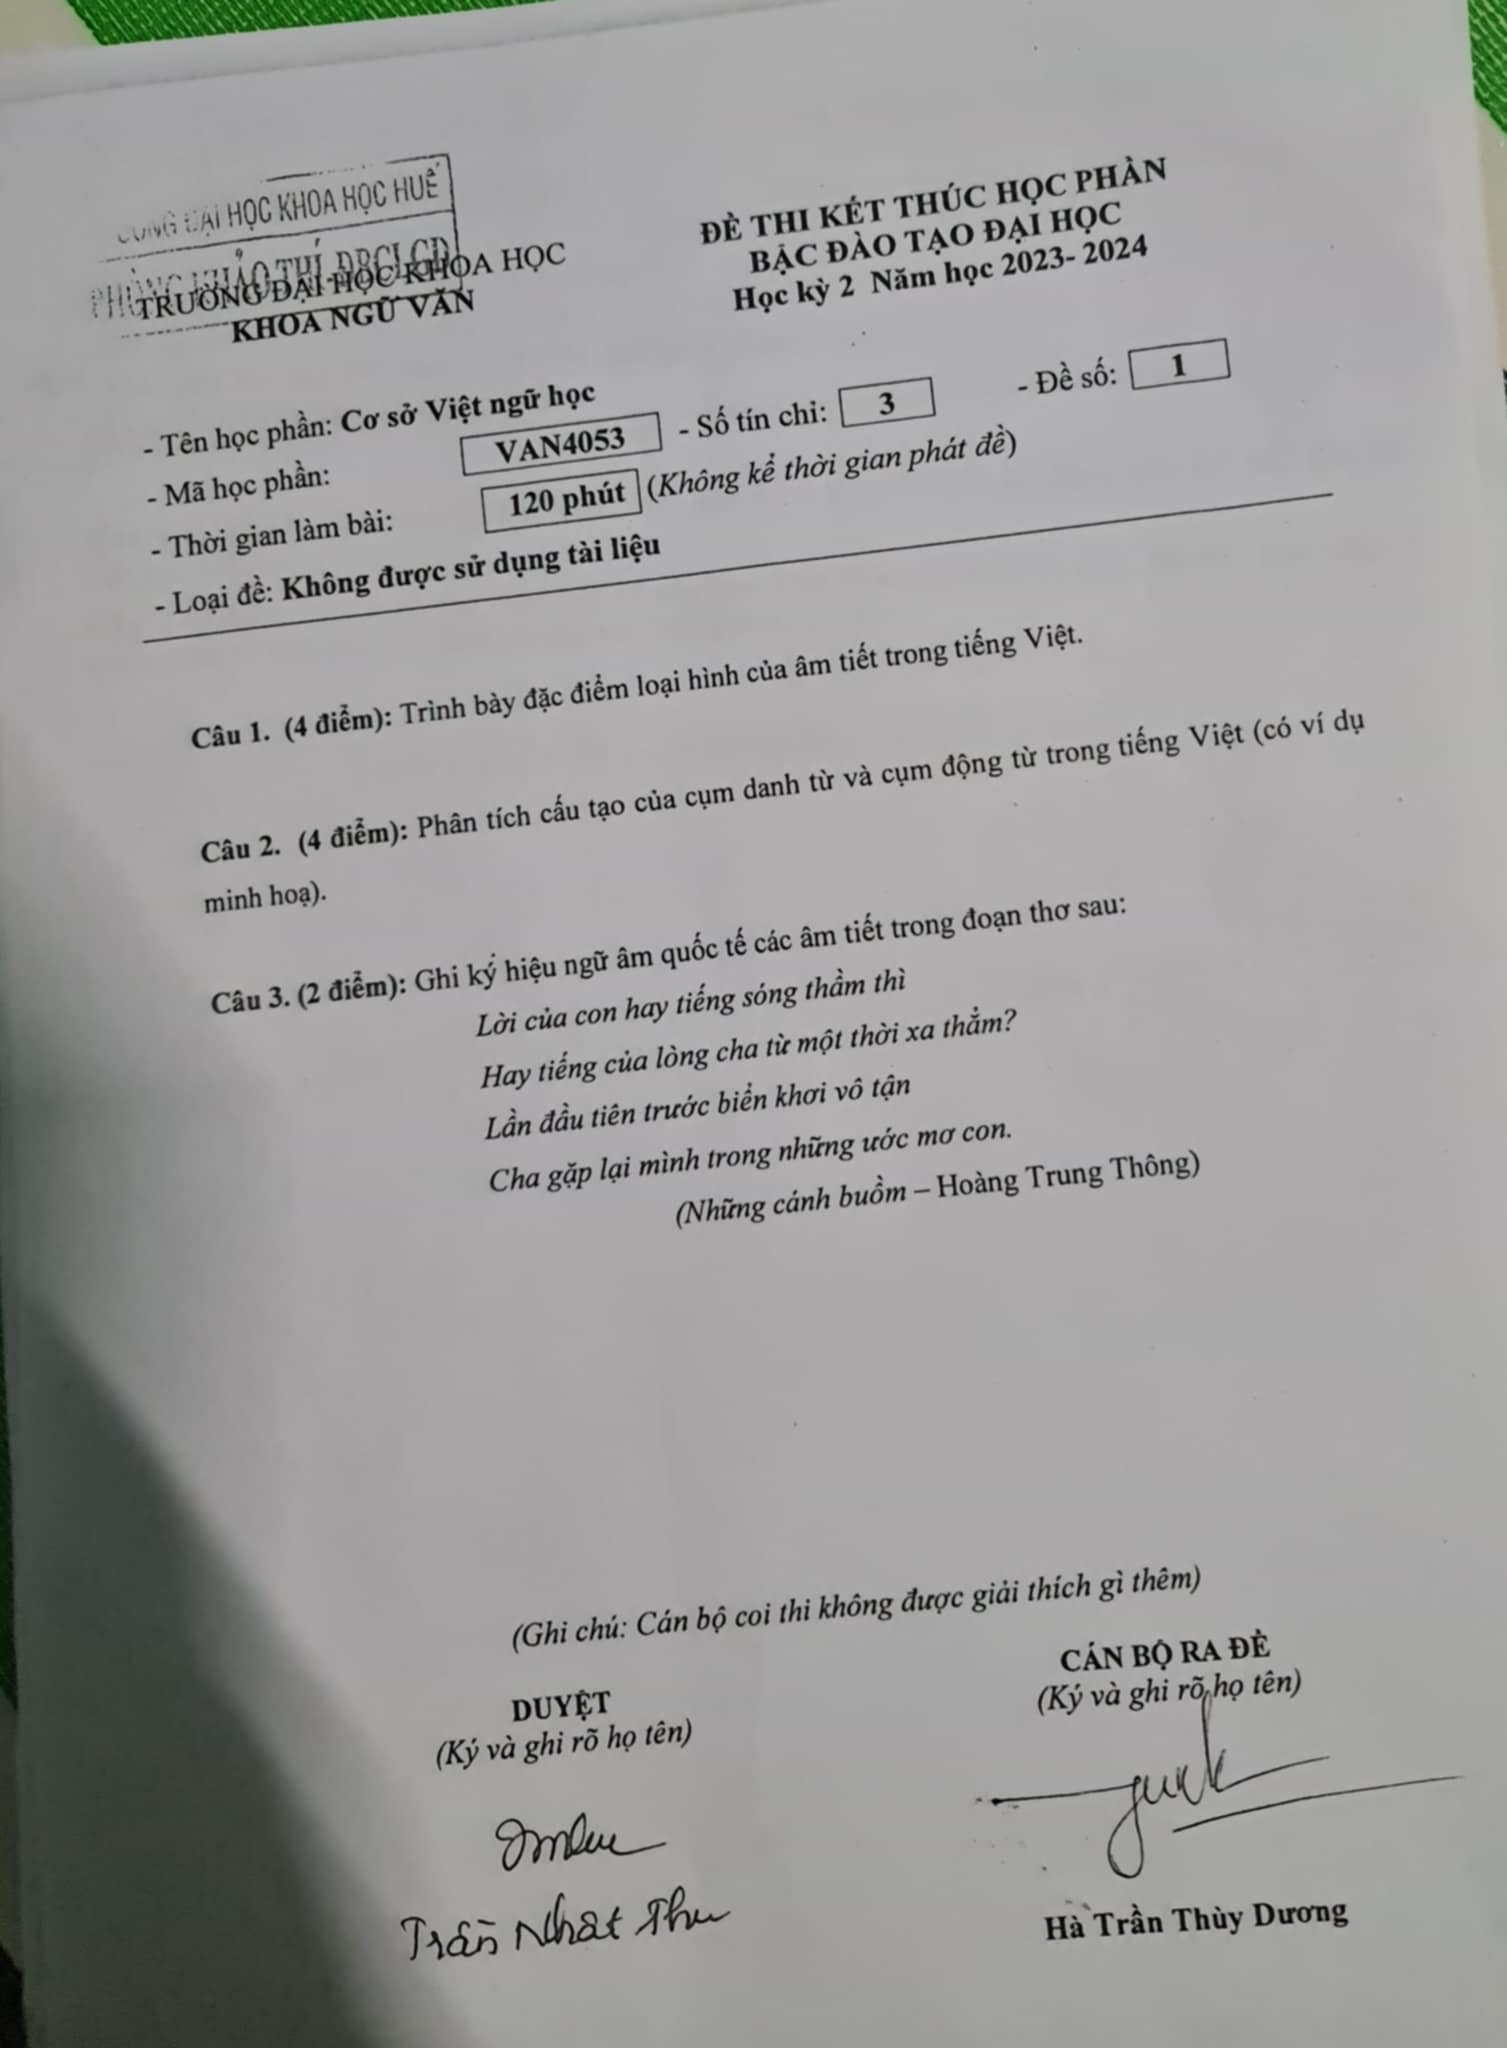 ĐẠI HỌC KHOA HỌC HUẾ
PHÒNG KHẢO THÍ ĐBCLGD
TRƯỜNG ĐẠI HỌC KHOA HỌC
KHOA NGỮ VĂN
ĐỀ THI KẾT THÚC HỌC PHẦN
BẬC ĐÀO TẠO ĐẠI HỌC
Học kỳ 2 Năm học 2023- 2024
- Tên học phần: Cơ sở Việt ngữ học
- Mã học phần: VAN4053 - Số tín chỉ: 3 - Đề số: 1
- Thời gian làm bài: 120 phút (Không kể thời gian phát đề)
- Loại đề: Không được sử dụng tài liệu
Câu 1. (4 điểm): Trình bày đặc điểm loại hình của âm tiết trong tiếng Việt.
Câu 2. (4 điểm): Phân tích cấu tạo của cụm danh từ và cụm động từ trong tiếng Việt (có ví dụ
minh hoạ).
Câu 3. (2 điểm): Ghi ký hiệu ngữ âm quốc tế các âm tiết trong đoạn thơ sau:
Lời của con hay tiếng sóng thầm thì
Hay tiếng của lòng cha từ một thời xa thẳm?
Lần đầu tiên trước biển khơi vô tận
Cha gặp lại mình trong những ước mơ con.
(Những cánh buồm – Hoàng Trung Thông)
(Ghi chú: Cán bộ coi thi không được giải thích gì thêm)
DUYỆT
(Ký và ghi rõ họ tên)
Trần Nhật Thu
CÁN BỘ RA ĐỀ
(Ký và ghi rõ họ tên)
Hà Trần Thùy Dương